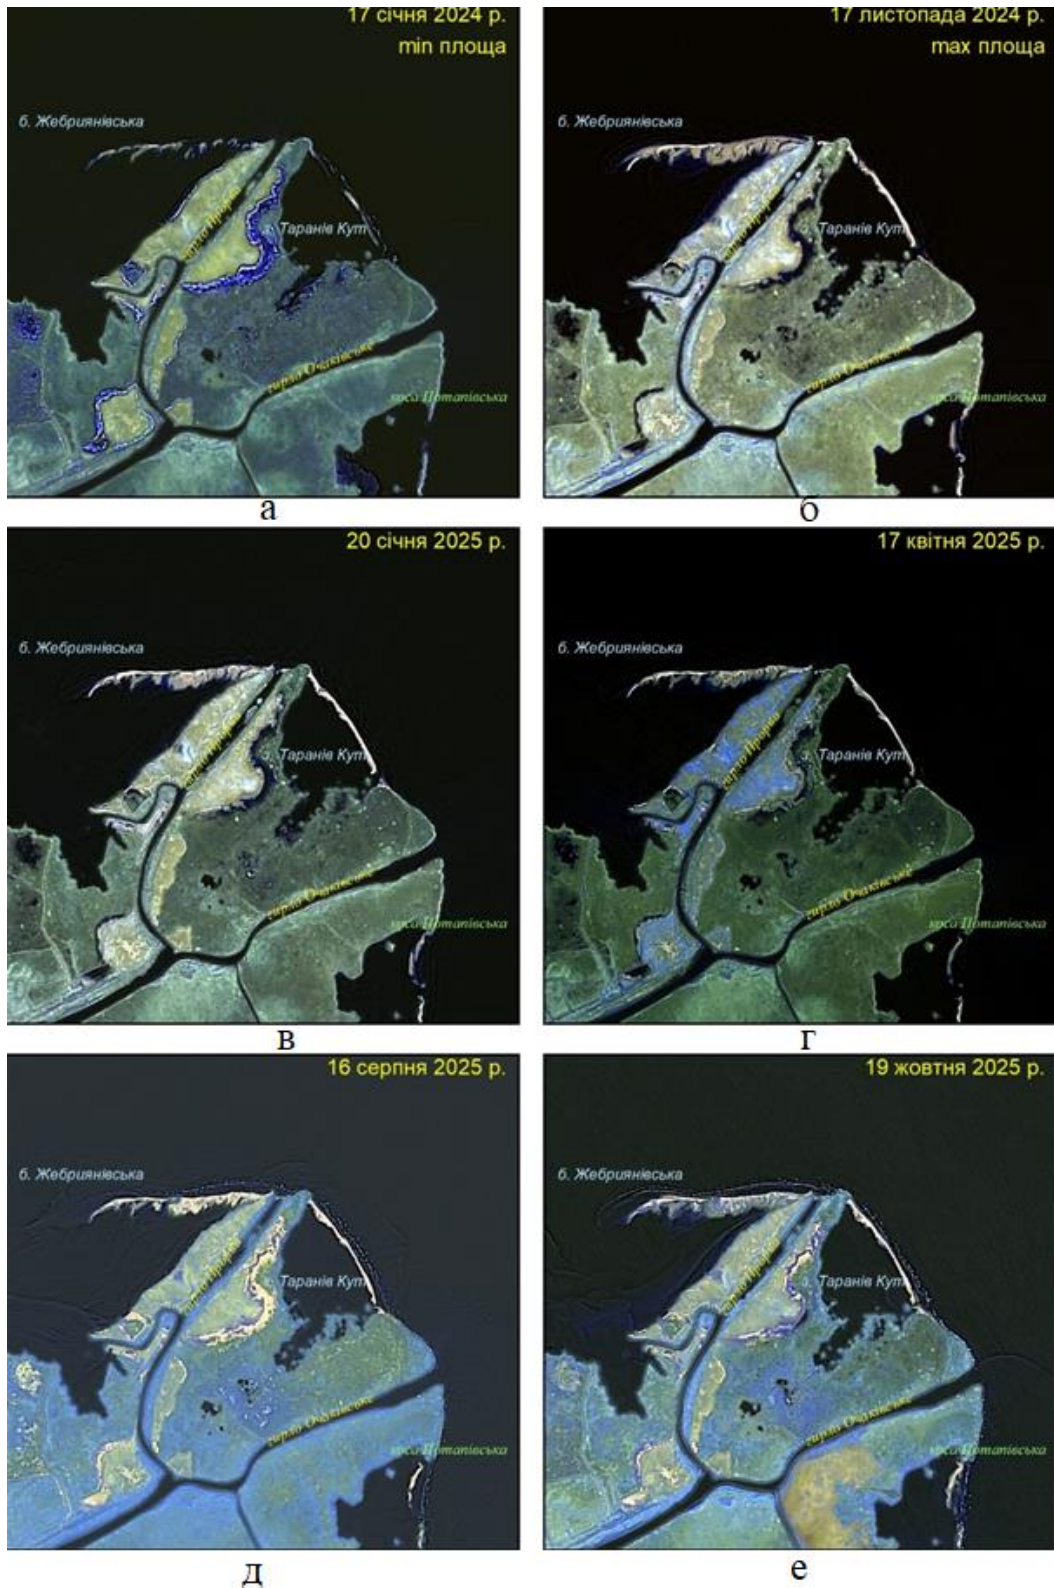 17 січня 2024 р.
min площа
б. Жебриянівська
гирло Прорва
з. Таранів Кут
гирло Очаківське
коса Потапівська
а
17 листопада 2024 р.
max площа
б. Жебриянівська
гирло Прорва
з. Таранів Кут
гирло Очаківське
коса Потапівська
б
20 січня 2025 р.
б. Жебриянівська
гирло Прорва
з. Таранів Кут
гирло Очаківське
коса Потапівська
в
17 квітня 2025 р.
б. Жебриянівська
гирло Прорва
з. Таранів Кут
гирло Очаківське
коса Потапівська
г
16 серпня 2025 р.
б. Жебриянівська
гирло Прорва
з. Таранів Кут
гирло Очаківське
коса Потапівська
д
19 жовтня 2025 р.
б. Жебриянівська
гирло Прорва
з. Таранів Кут
гирло Очаківське
коса Потапівська
е